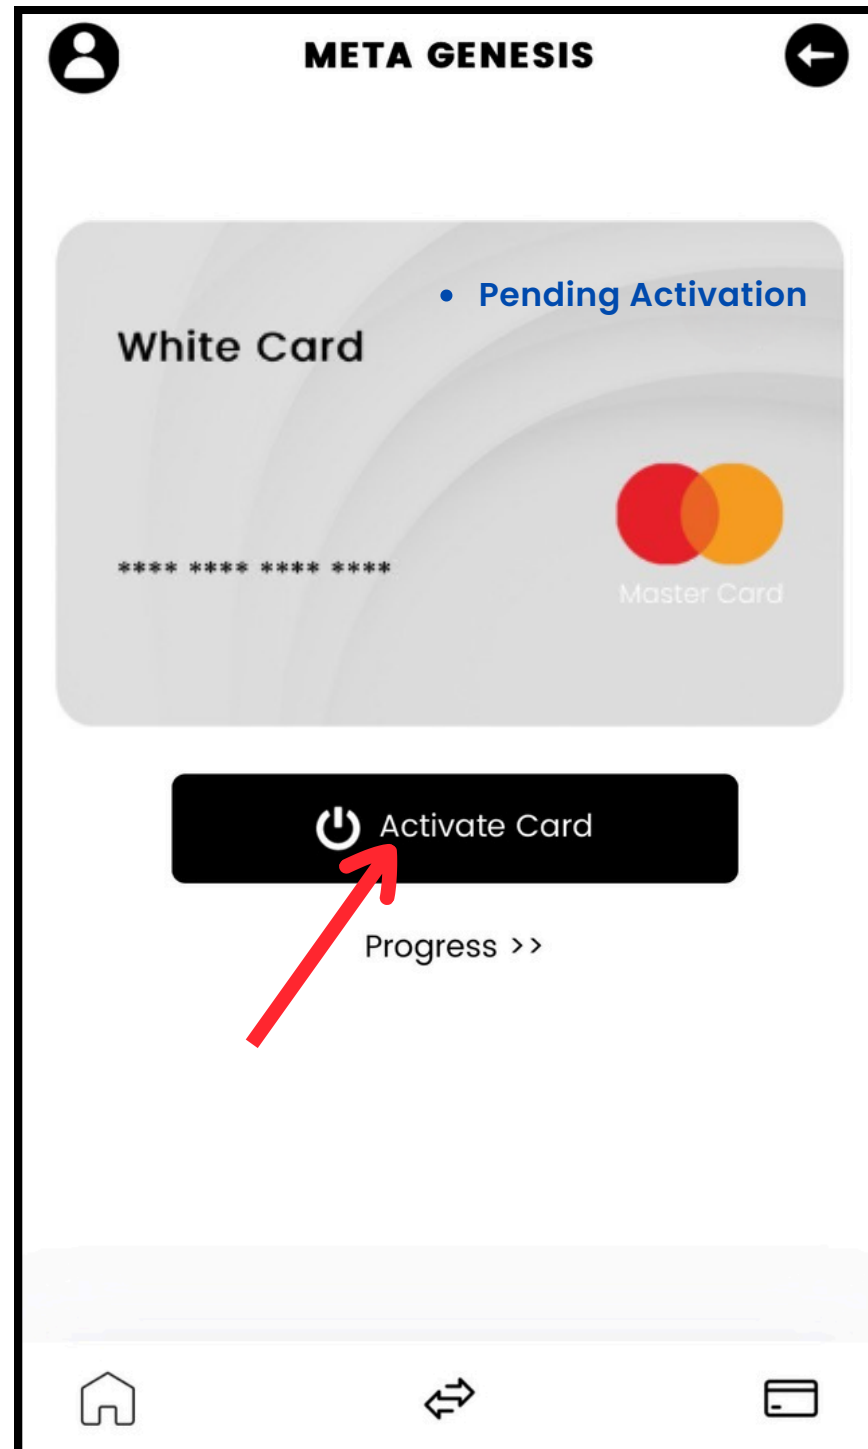 META GENESIS
• Pending Activation
White Card
**** **** **** ****
Master Card
Activate Card
Progress >>